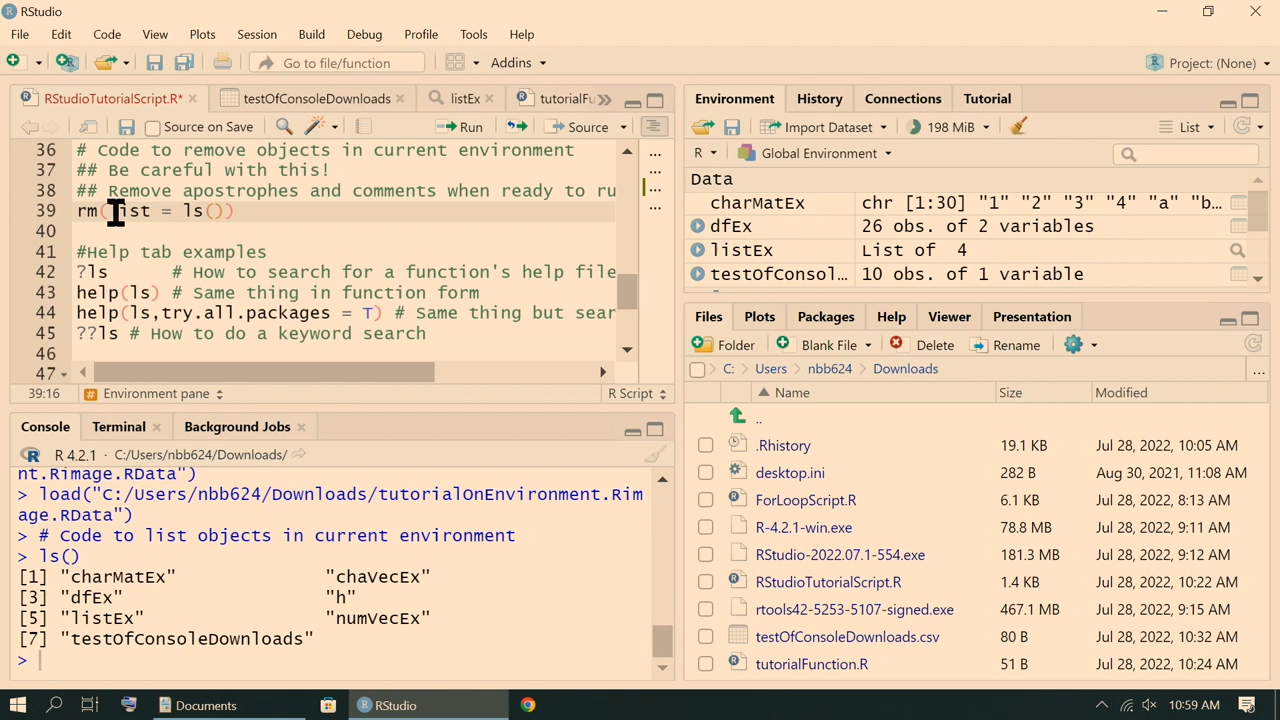 RStudio
File Edit Code View Plots Session Build Debug Profile Tools Help
Go to file/function Addins Project: (None)
RStudioTutorialScript.R* testOfConsoleDownloads listEx tutorialFu
Source on Save Run Source
36 # Code to remove objects in current environment
37 ## Be careful with this!
38 ## Remove apostrophes and comments when ready to ru
39 rm(list = ls())
40
41 #Help tab examples
42 ?ls # How to search for a function's help file
43 help(ls) # Same thing in function form
44 help(ls,try.all.packages = T) # Same thing but sear
45 ??ls # How to do a keyword search
46
47
39:16 # Environment pane R Script
Console Terminal Background Jobs
R 4.2.1 · C:/Users/nbb624/Downloads/
nt.Rimage.RData")
> load("C:/Users/nbb624/Downloads/tutorialOnEnvironment.Rim
age.RData")
> # Code to list objects in current environment
> ls()
[1] "charMatEx" "chaVecEx"
[3] "dfEx" "h"
[5] "listEx" "numVecEx"
[7] "testOfConsoleDownloads"
>
Environment History Connections Tutorial
Import Dataset 198 MiB List
R Global Environment
Data
charMatEx chr [1:30] "1" "2" "3" "4" "a" "b…
dfEx 26 obs. of 2 variables
listEx List of 4
testOfConsol… 10 obs. of 1 variable
Files Plots Packages Help Viewer Presentation
Folder Blank File Delete Rename
C: Users nbb624 Downloads ...
Name Size Modified
..
.Rhistory 19.1 KB Jul 28, 2022, 10:05 AM
desktop.ini 282 B Aug 30, 2021, 11:08 AM
ForLoopScript.R 6.1 KB Jul 28, 2022, 8:13 AM
R-4.2.1-win.exe 78.8 MB Jul 28, 2022, 9:11 AM
RStudio-2022.07.1-554.exe 181.3 MB Jul 28, 2022, 9:12 AM
RStudioTutorialScript.R 1.4 KB Jul 28, 2022, 10:22 AM
rtools42-5253-5107-signed.exe 467.1 MB Jul 28, 2022, 9:15 AM
testOfConsoleDownloads.csv 80 B Jul 28, 2022, 10:32 AM
tutorialFunction.R 51 B Jul 28, 2022, 10:24 AM
Documents RStudio 10:59 AM